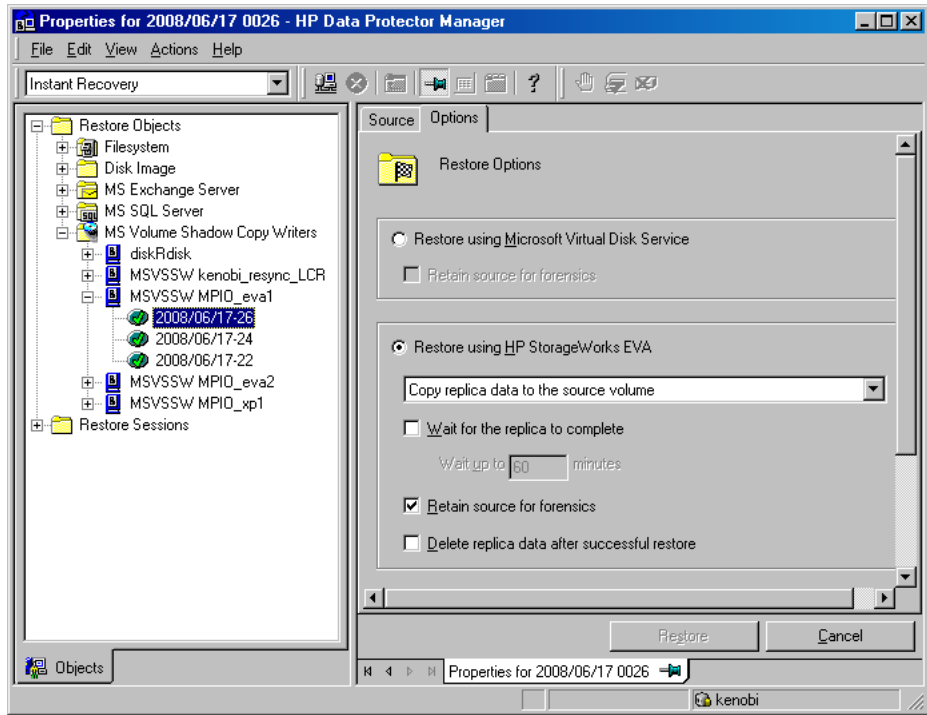 Properties for 2008/06/17 0026 - HP Data Protector Manager
File Edit View Actions Help
Instant Recovery
Restore Objects
Filesystem
Disk Image
MS Exchange Server
MS SQL Server
MS Volume Shadow Copy Writers
diskRdisk
MSVSSW kenobi_resync_LCR
MSVSSW MPIO_eva1
2008/06/17-26
2008/06/17-24
2008/06/17-22
MSVSSW MPIO_eva2
MSVSSW MPIO_xp1
Restore Sessions
Objects
Source Options
Restore Options
Restore using Microsoft Virtual Disk Service
Retain source for forensics
Restore using HP StorageWorks EVA
Copy replica data to the source volume
Wait for the replica to complete
Wait up to 60 minutes
Retain source for forensics
Delete replica data after successful restore
Restore Cancel
Properties for 2008/06/17 0026
kenobi